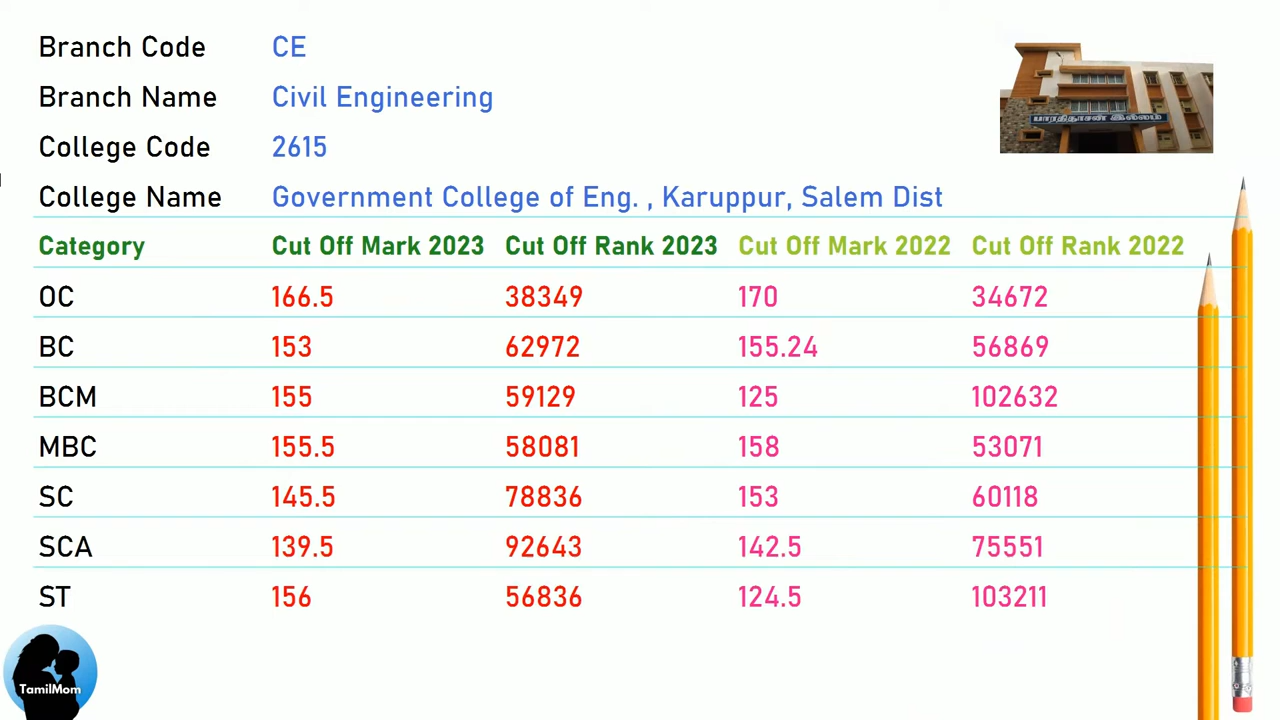 Branch Code CE
Branch Name Civil Engineering
College Code 2615
College Name Government College of Eng. , Karuppur, Salem Dist
பாரதிதாசன் இல்லம்
Category Cut Off Mark 2023 Cut Off Rank 2023 Cut Off Mark 2022 Cut Off Rank 2022
OC 166.5 38349 170 34672
BC 153 62972 155.24 56869
BCM 155 59129 125 102632
MBC 155.5 58081 158 53071
SC 145.5 78836 153 60118
SCA 139.5 92643 142.5 75551
ST 156 56836 124.5 103211
TamilMom